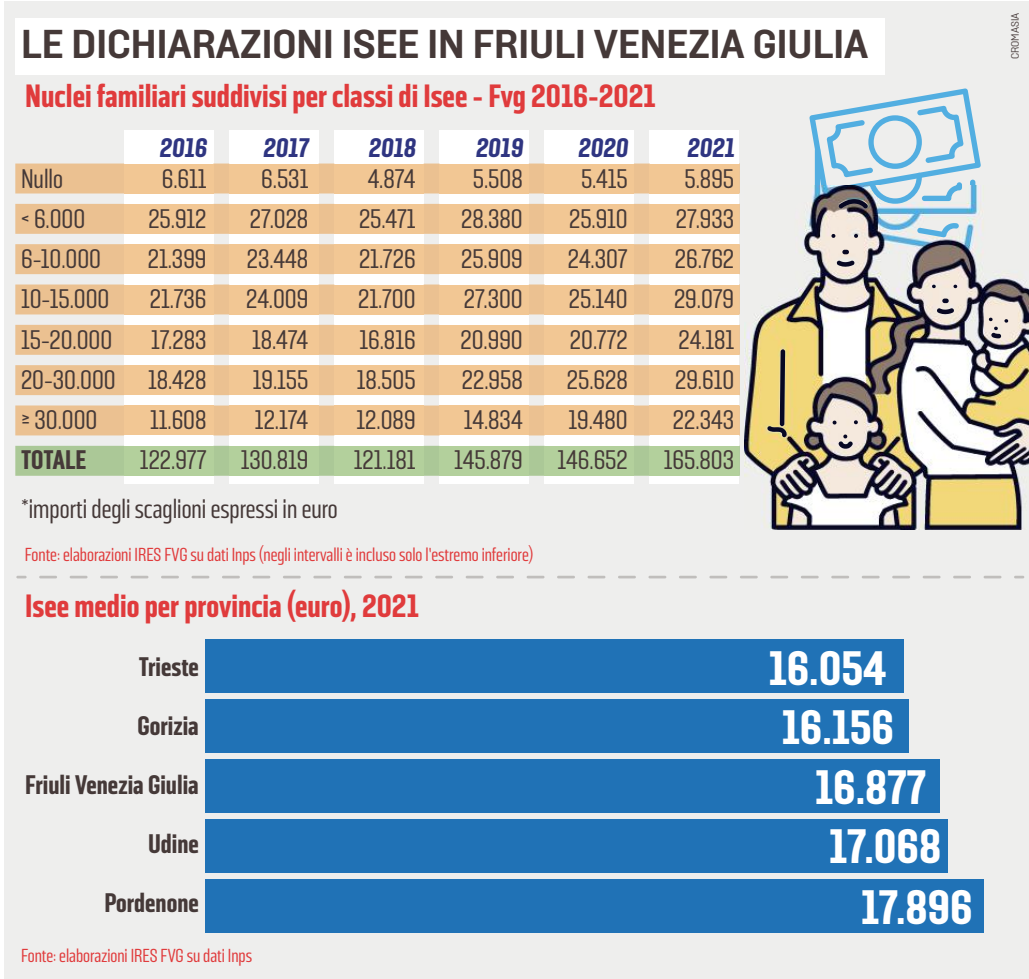 CROMASIA
LE DICHIARAZIONI ISEE IN FRIULI VENEZIA GIULIA
Nuclei familiari suddivisi per classi di Isee - Fvg 2016-2021
2016 2017 2018 2019 2020 2021
Nullo 6.611 6.531 4.874 5.508 5.415 5.895
< 6.000 25.912 27.028 25.471 28.380 25.910 27.933
6-10.000 21.399 23.448 21.726 25.909 24.307 26.762
10-15.000 21.736 24.009 21.700 27.300 25.140 29.079
15-20.000 17.283 18.474 16.816 20.990 20.772 24.181
20-30.000 18.428 19.155 18.505 22.958 25.628 29.610
≥ 30.000 11.608 12.174 12.089 14.834 19.480 22.343
TOTALE 122.977 130.819 121.181 145.879 146.652 165.803
*importi degli scaglioni espressi in euro
Fonte: elaborazioni IRES FVG su dati Inps (negli intervalli è incluso solo l'estremo inferiore)
Isee medio per provincia (euro), 2021
Trieste 16.054
Gorizia 16.156
Friuli Venezia Giulia 16.877
Udine 17.068
Pordenone 17.896
Fonte: elaborazioni IRES FVG su dati Inps